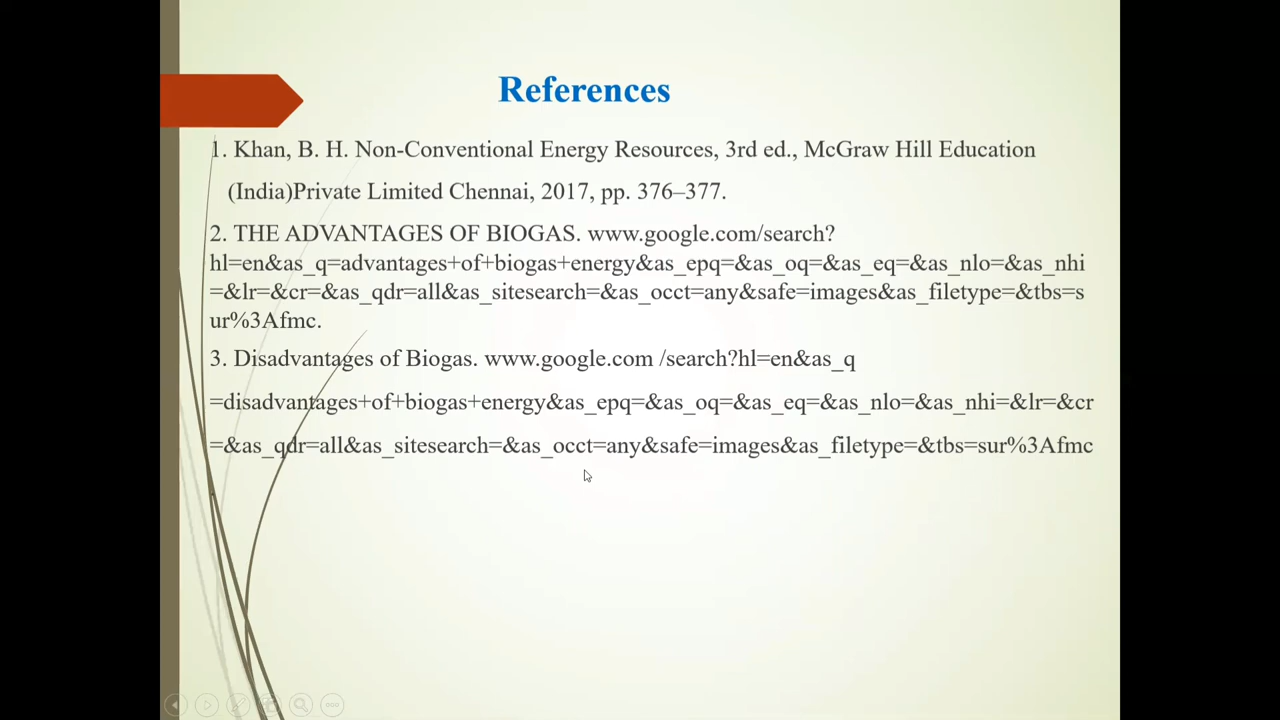 References
1. Khan, B. H. Non-Conventional Energy Resources, 3rd ed., McGraw Hill Education
(India)Private Limited Chennai, 2017, pp. 376–377.
2. THE ADVANTAGES OF BIOGAS. www.google.com/search?
hl=en&as_q=advantages+of+biogas+energy&as_epq=&as_oq=&as_eq=&as_nlo=&as_nhi
=&lr=&cr=&as_qdr=all&as_sitesearch=&as_occt=any&safe=images&as_filetype=&tbs=s
ur%3Afmc.
3. Disadvantages of Biogas. www.google.com /search?hl=en&as_q
=disadvantages+of+biogas+energy&as_epq=&as_oq=&as_eq=&as_nlo=&as_nhi=&lr=&cr
=&as_qdr=all&as_sitesearch=&as_occt=any&safe=images&as_filetype=&tbs=sur%3Afmc
.